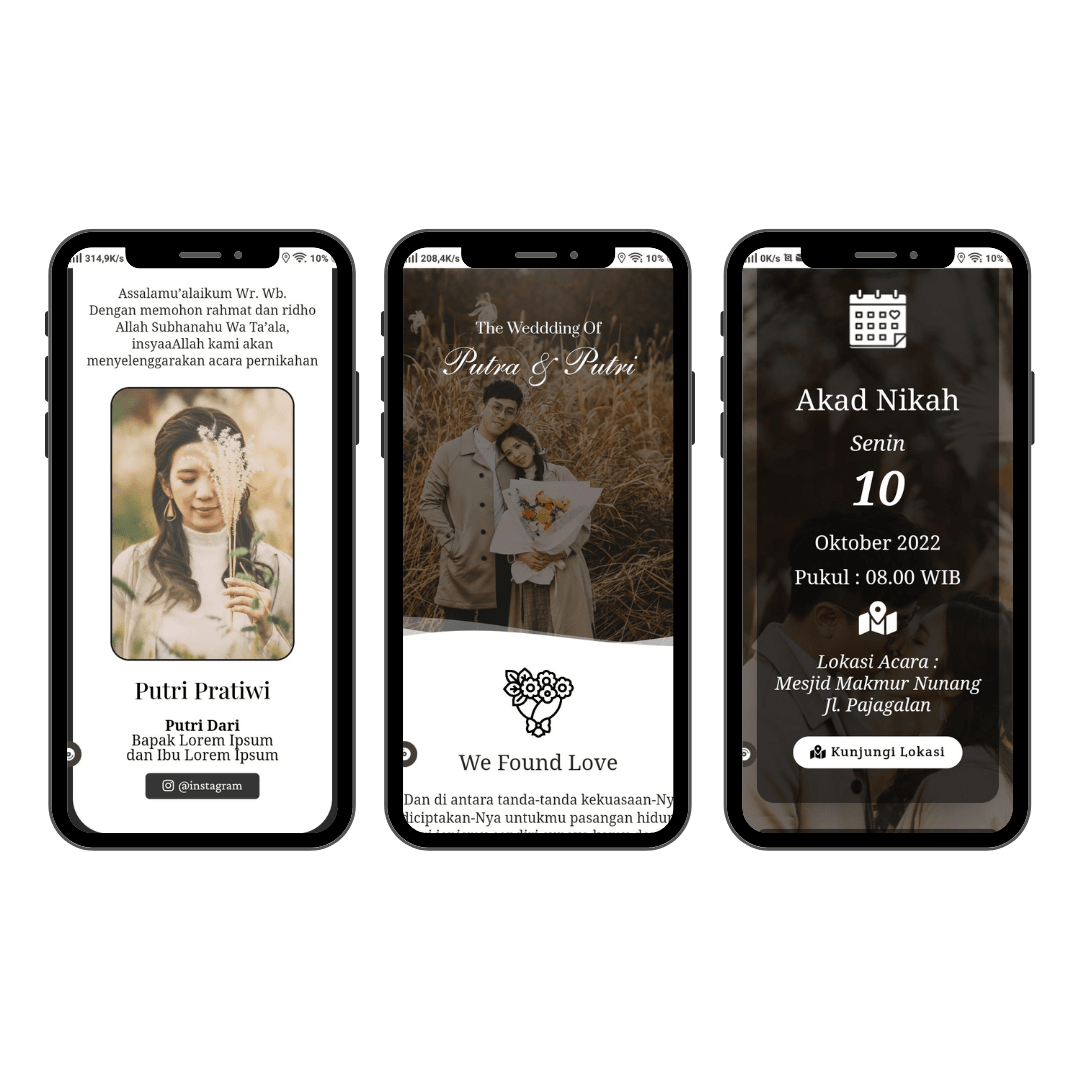 314,9K/s
10%
Assalamu’alaikum Wr. Wb.
Dengan memohon rahmat dan ridho
Allah Subhanahu Wa Ta’ala,
insyaaAllah kami akan
menyelenggarakan acara pernikahan
Putri Pratiwi
Putri Dari
Bapak Lorem Ipsum
dan Ibu Lorem Ipsum
@instagram
208,4K/s
10%
The Weddding Of
Putra & Putri
We Found Love
Dan di antara tanda-tanda kekuasaan-Ny
diciptakan-Nya untukmu pasangan hidup
0K/s
10%
Akad Nikah
Senin
10
Oktober 2022
Pukul : 08.00 WIB
Lokasi Acara :
Mesjid Makmur Nunang
Jl. Pajagalan
Kunjungi Lokasi